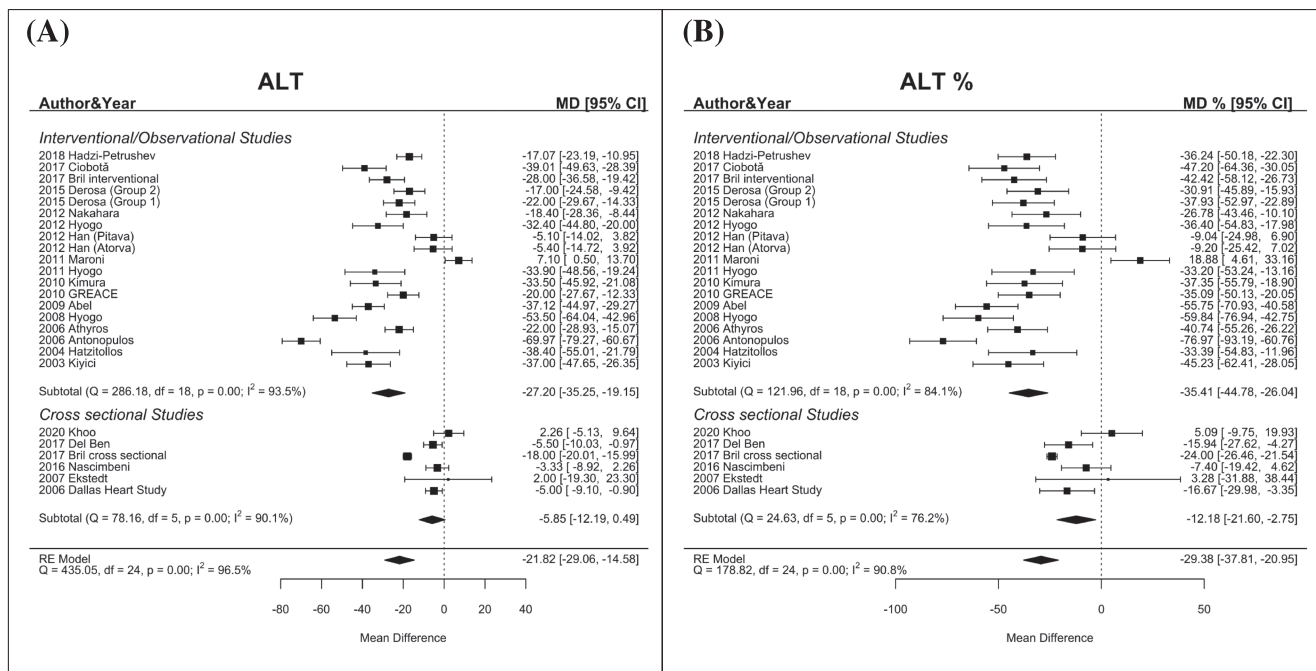 (A)
ALT
Author&Year MD [95% CI]
Interventional/Observational Studies
2018 Hadzi-Petrushev -17.07 [-23.19, -10.95]
2017 Ciobotă -39.01 [-49.63, -28.39]
2017 Bril interventional -28.00 [-36.58, -19.42]
2015 Derosa (Group 2) -17.00 [-24.58, -9.42]
2015 Derosa (Group 1) -22.00 [-29.67, -14.33]
2012 Nakahara -18.40 [-28.36, -8.44]
2012 Hyogo -32.40 [-44.80, -20.00]
2012 Han (Pitava) -5.10 [-14.02, 3.82]
2012 Han (Atorva) -5.40 [-14.72, 3.92]
2011 Maroni 7.10 [ 0.50, 13.70]
2011 Hyogo -33.90 [-48.56, -19.24]
2010 Kimura -33.50 [-45.92, -21.08]
2010 GREACE -20.00 [-27.67, -12.33]
2009 Abel -37.12 [-44.97, -29.27]
2008 Hyogo -53.50 [-64.04, -42.96]
2006 Athyros -22.00 [-28.93, -15.07]
2006 Antonopulos -69.97 [-79.27, -60.67]
2004 Hatzitollos -38.40 [-55.01, -21.79]
2003 Kiyici -37.00 [-47.65, -26.35]
Subtotal (Q = 286.18, df = 18, p = 0.00; I² = 93.5%) -27.20 [-35.25, -19.15]
Cross sectional Studies
2020 Khoo 2.26 [ -5.13, 9.64]
2017 Del Ben -5.50 [-10.03, -0.97]
2017 Bril cross sectional -18.00 [-20.01, -15.99]
2016 Nascimbeni -3.33 [ -8.92, 2.26]
2007 Ekstedt 2.00 [-19.30, 23.30]
2006 Dallas Heart Study -5.00 [ -9.10, -0.90]
Subtotal (Q = 78.16, df = 5, p = 0.00; I² = 90.1%) -5.85 [-12.19, 0.49]
RE Model -21.82 [-29.06, -14.58]
Q = 435.05, df = 24, p = 0.00; I² = 96.5%
-80 -60 -40 -20 0 20 40
Mean Difference
(B)
ALT %
Author&Year MD % [95% CI]
Interventional/Observational Studies
2018 Hadzi-Petrushev -36.24 [-50.18, -22.30]
2017 Ciobotă -47.20 [-64.36, -30.05]
2017 Bril interventional -42.42 [-58.12, -26.73]
2015 Derosa (Group 2) -30.91 [-45.89, -15.93]
2015 Derosa (Group 1) -37.93 [-52.97, -22.89]
2012 Nakahara -26.78 [-43.46, -10.10]
2012 Hyogo -36.40 [-54.83, -17.98]
2012 Han (Pitava) -9.04 [-24.98, 6.90]
2012 Han (Atorva) -9.20 [-25.42, 7.02]
2011 Maroni 18.88 [ 4.61, 33.16]
2011 Hyogo -33.20 [-53.24, -13.16]
2010 Kimura -37.35 [-55.79, -18.90]
2010 GREACE -35.09 [-50.13, -20.05]
2009 Abel -55.75 [-70.93, -40.58]
2008 Hyogo -59.84 [-76.94, -42.75]
2006 Athyros -40.74 [-55.26, -26.22]
2006 Antonopulos -76.97 [-93.19, -60.76]
2004 Hatzitollos -33.39 [-54.83, -11.96]
2003 Kiyici -45.23 [-62.41, -28.05]
Subtotal (Q = 121.96, df = 18, p = 0.00; I² = 84.1%) -35.41 [-44.78, -26.04]
Cross sectional Studies
2020 Khoo 5.09 [ -9.75, 19.93]
2017 Del Ben -15.94 [-27.62, -4.27]
2017 Bril cross sectional -24.00 [-26.46, -21.54]
2016 Nascimbeni -7.40 [-19.42, 4.62]
2007 Ekstedt 3.28 [-31.88, 38.44]
2006 Dallas Heart Study -16.67 [-29.98, -3.35]
Subtotal (Q = 24.63, df = 5, p = 0.00; I² = 76.2%) -12.18 [-21.60, -2.75]
RE Model -29.38 [-37.81, -20.95]
Q = 178.82, df = 24, p = 0.00; I² = 90.8%
-100 -50 0 50
Mean Difference